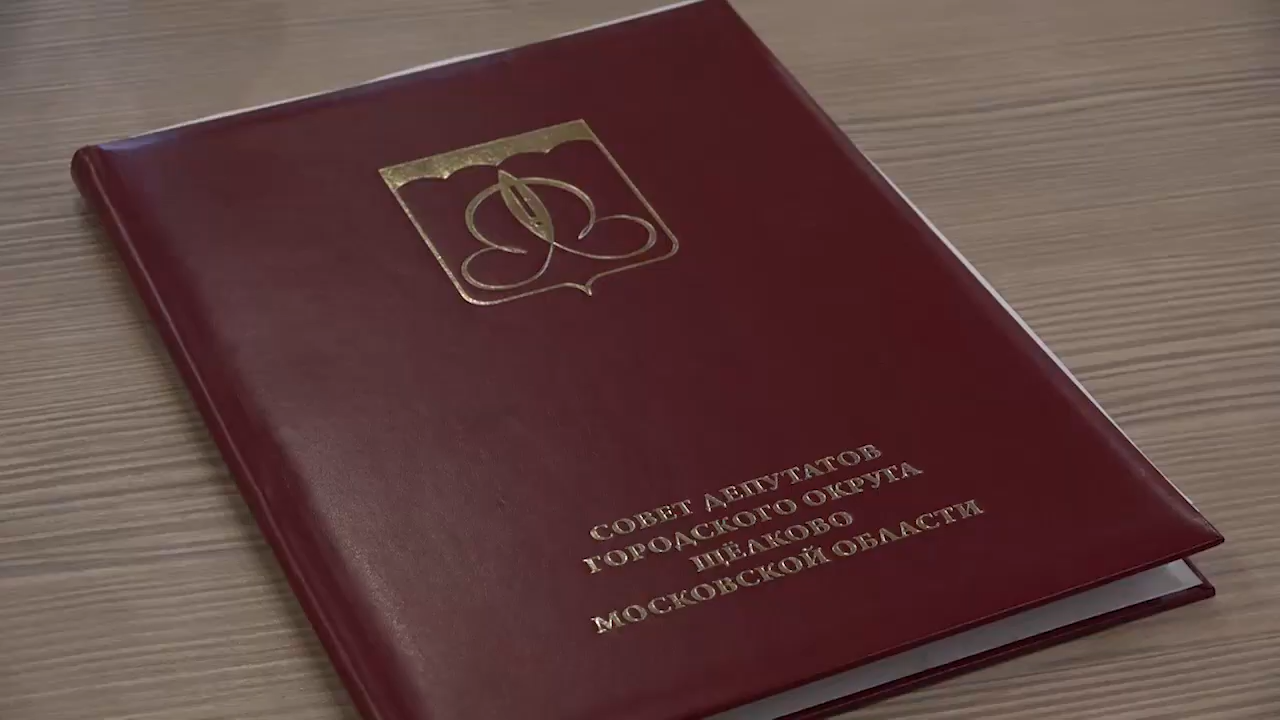 СОВЕТ ДЕПУТАТОВ
ГОРОДСКОГО ОКРУГА
ЩЁЛКОВО
МОСКОВСКОЙ ОБЛАСТИ